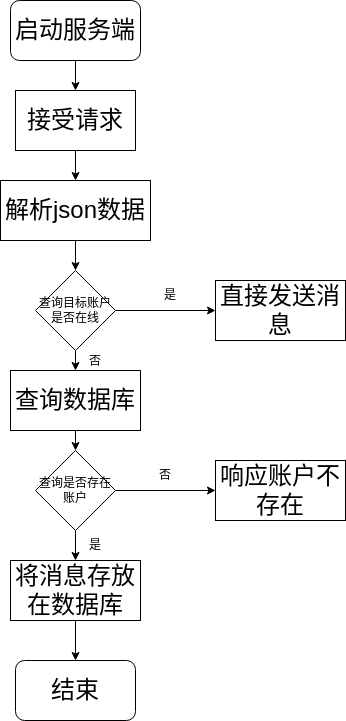 启动服务端
接受请求
解析json数据
查询目标账户
是否在线
是
直接发送消
息
否
查询数据库
查询是否存在
账户
否
响应账户不
存在
是
将消息存放
在数据库
结束